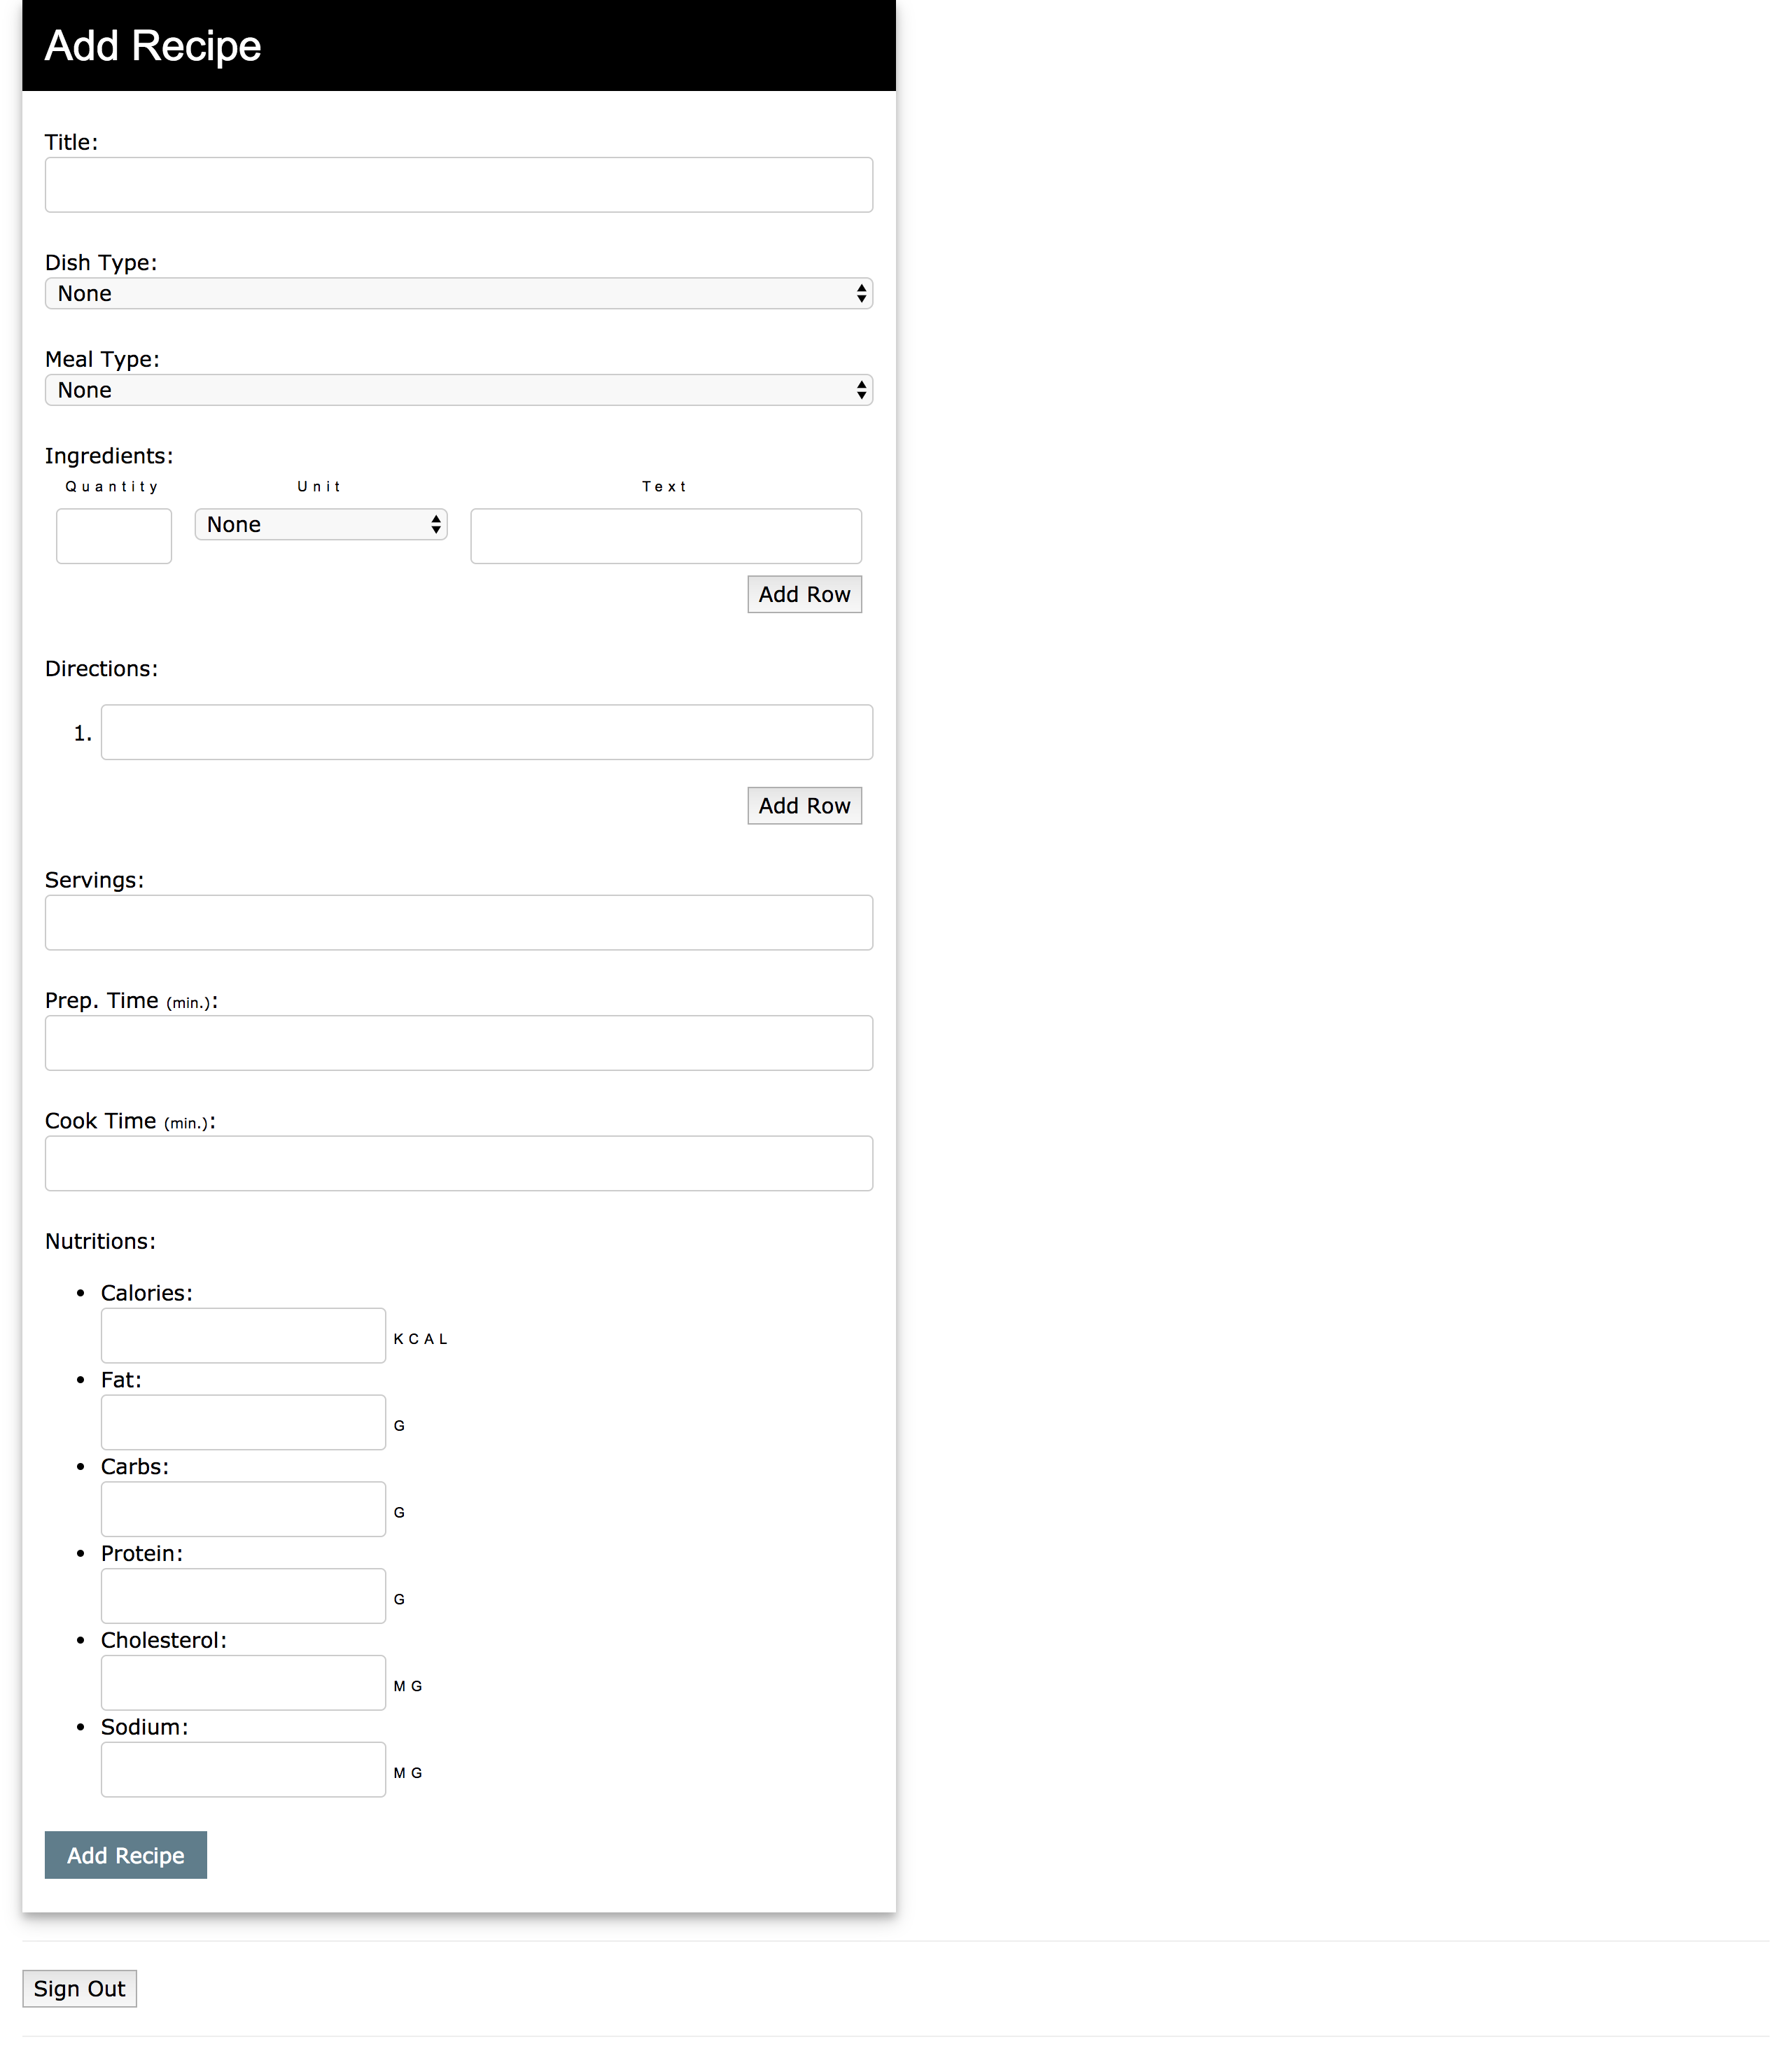 Add Recipe
Title:
Dish Type:
None
Meal Type:
None
Ingredients:
Quantity Unit Text
None
Add Row
Directions:
1.
Add Row
Servings:
Prep. Time (min.):
Cook Time (min.):
Nutritions:
• Calories:
KCAL
• Fat:
G
• Carbs:
G
• Protein:
G
• Cholesterol:
MG
• Sodium:
MG
Add Recipe
Sign Out